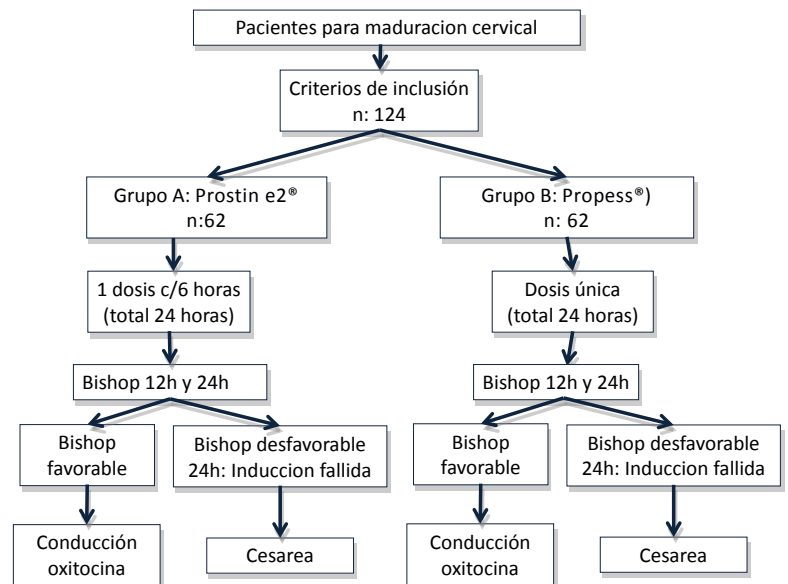 Pacientes para maduracion cervical
Criterios de inclusión
n: 124
Grupo A: Prostin e2®
n:62
Grupo B: Propess®)
n: 62
1 dosis c/6 horas
(total 24 horas)
Dosis única
(total 24 horas)
Bishop 12h y 24h
Bishop 12h y 24h
Bishop
favorable
Bishop desfavorable
24h: Induccion fallida
Bishop
favorable
Bishop desfavorable
24h: Induccion fallida
Conducción
oxitocina
Cesarea
Conducción
oxitocina
Cesarea